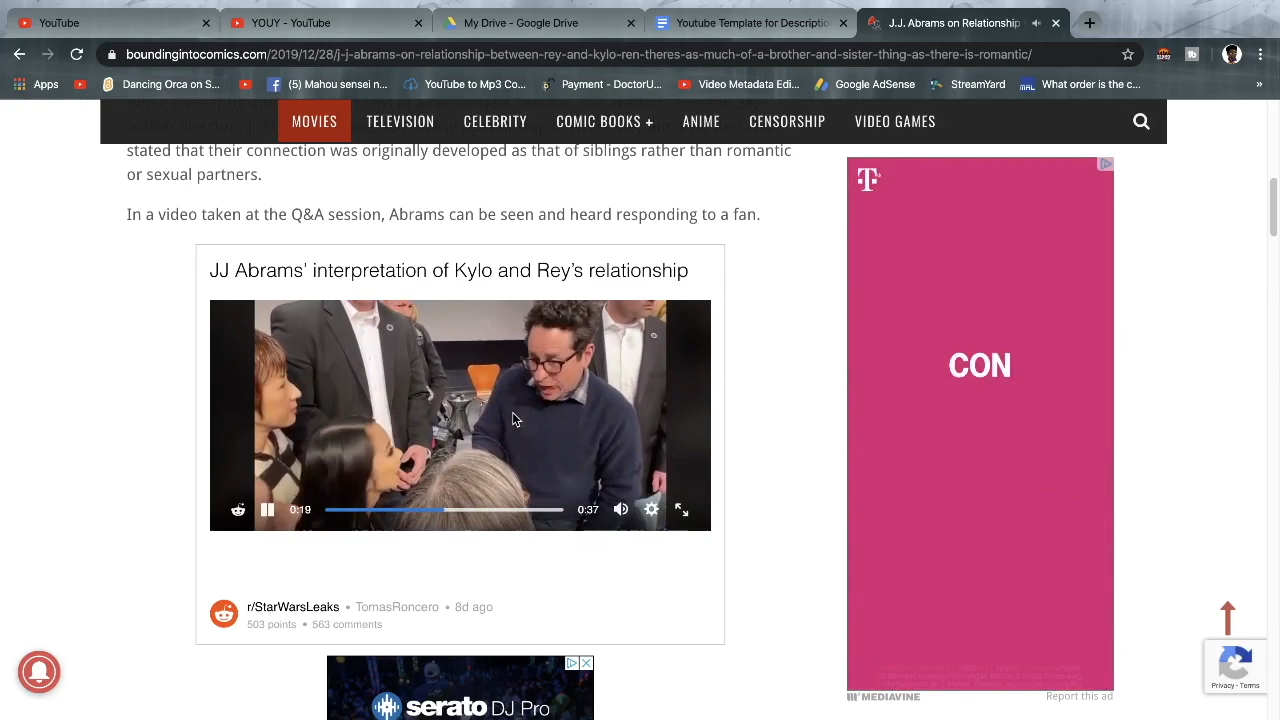 YouTube
YOUY - YouTube
My Drive - Google Drive
Youtube Template for Descriptio
J.J. Abrams on Relationship
boundingintocomics.com/2019/12/28/j-j-abrams-on-relationship-between-rey-and-kylo-ren-theres-as-much-of-a-brother-and-sister-thing-as-there-is-romantic/
Apps
Dancing Orca on S...
(5) Mahou sensei n...
YouTube to Mp3 Co...
Payment - DoctorU...
Video Metadata Edi...
Google AdSense
StreamYard
What order is the c...
»
MOVIES
TELEVISION
CELEBRITY
COMIC BOOKS +
ANIME
CENSORSHIP
VIDEO GAMES
stated that their connection was originally developed as that of siblings rather than romantic
or sexual partners.
In a video taken at the Q&A session, Abrams can be seen and heard responding to a fan.
JJ Abrams' interpretation of Kylo and Rey's relationship
0:19
0:37
r/StarWarsLeaks • TomasRoncero • 8d ago
503 points • 563 comments
serato DJ Pro
T
CON
MEDIAVINE
Report this ad
Privacy - Terms